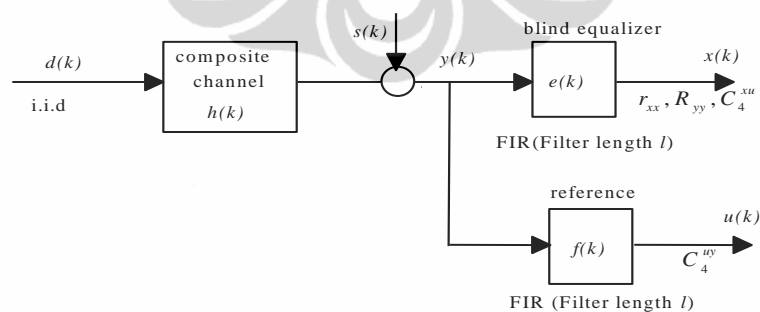 s(k)
blind equalizer
d(k)
composite
channel
h(k)
y(k)
e(k)
x(k)
i.i.d
r_xx , R_yy , C_4^xu
FIR(Filter length l)
reference
u(k)
f(k)
C_4^uy
FIR (Filter length l)